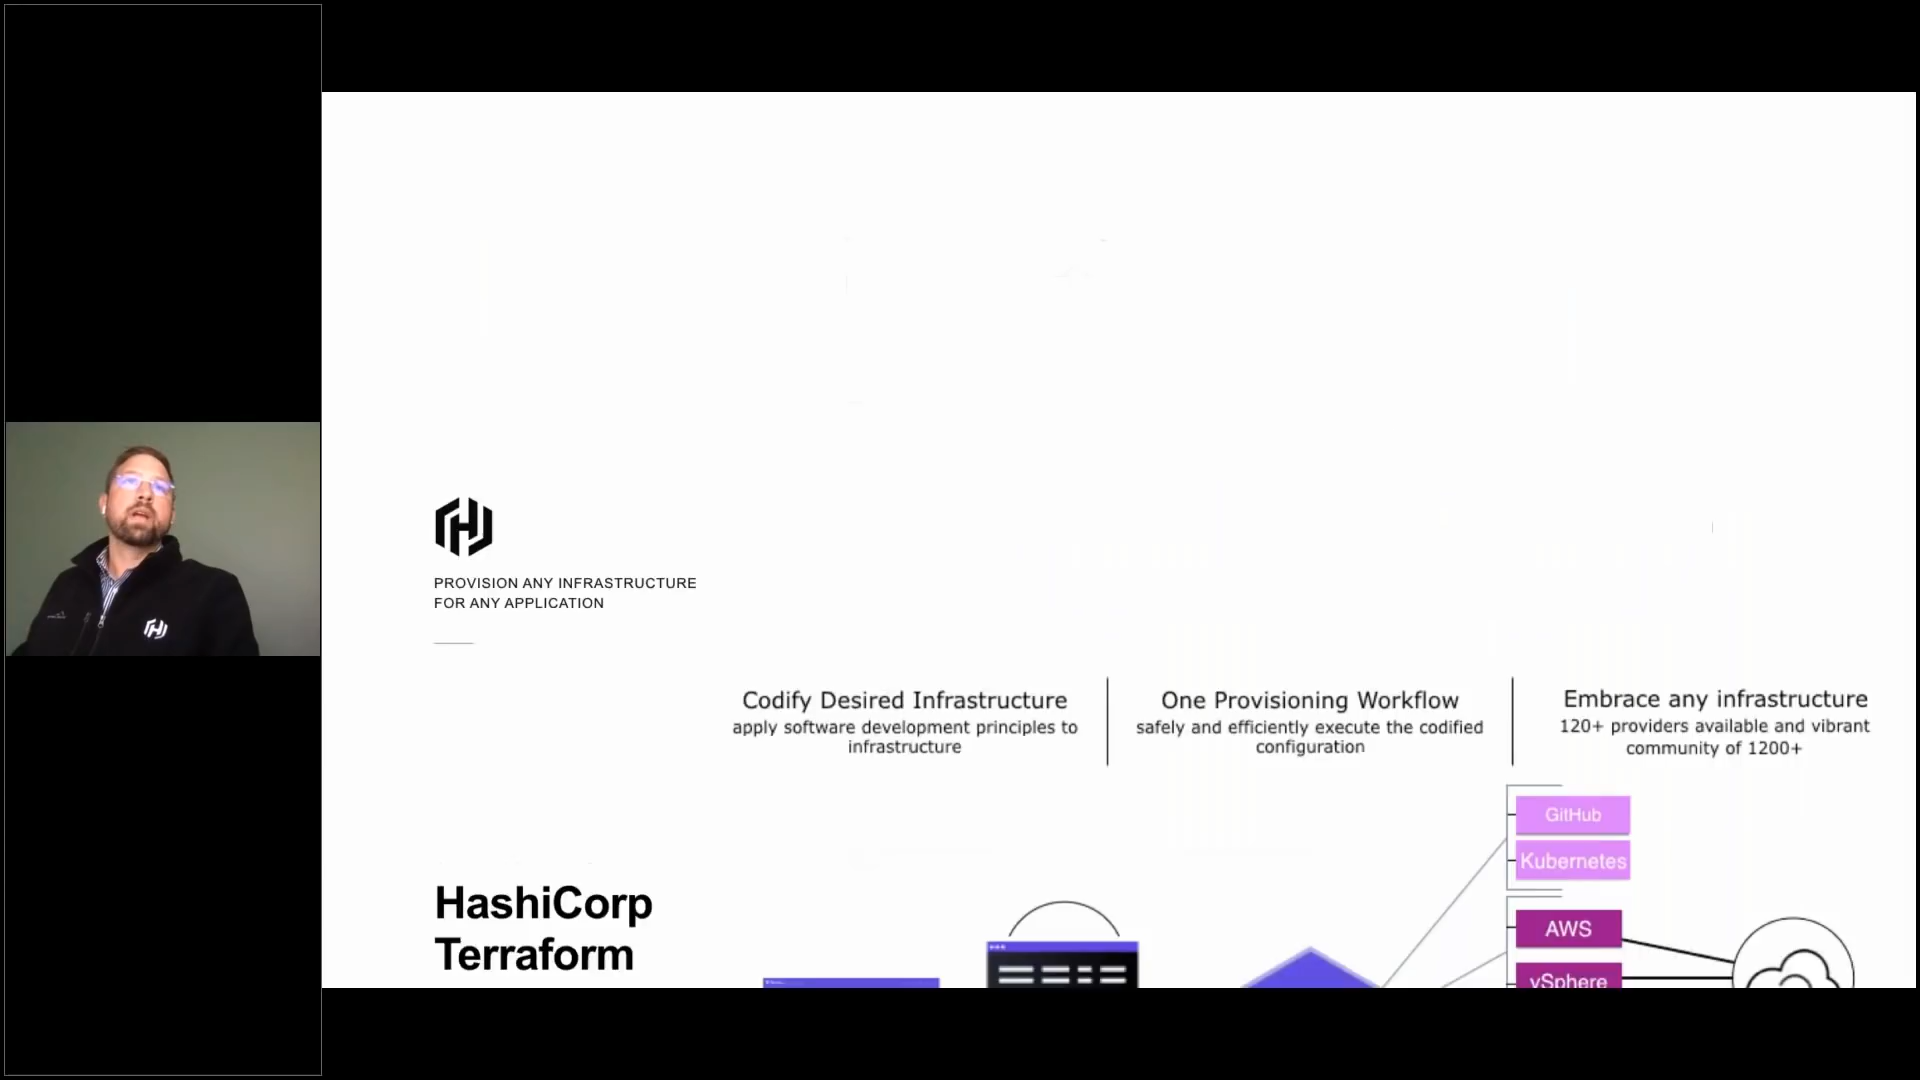 PROVISION ANY INFRASTRUCTURE
FOR ANY APPLICATION
Codify Desired Infrastructure
apply software development principles to
infrastructure
One Provisioning Workflow
safely and efficiently execute the codified
configuration
Embrace any infrastructure
120+ providers available and vibrant
community of 1200+
GitHub
Kubernetes
AWS
vSphere
HashiCorp
Terraform